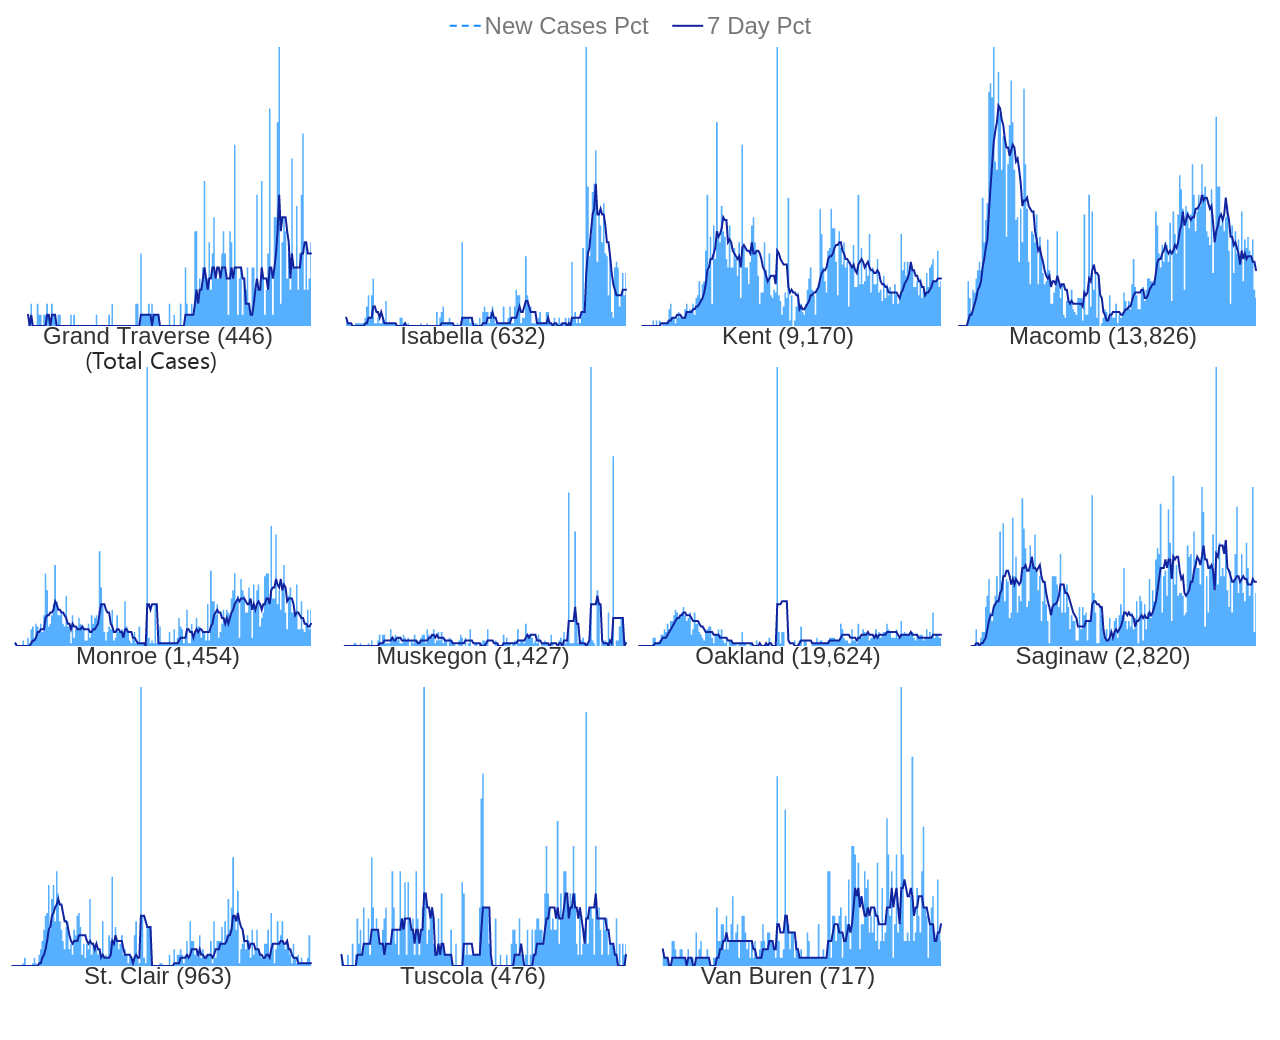 New Cases Pct 7 Day Pct
Grand Traverse (446) Isabella (632) Kent (9,170) Macomb (13,826)
(Total Cases)
Monroe (1,454) Muskegon (1,427) Oakland (19,624) Saginaw (2,820)
St. Clair (963) Tuscola (476) Van Buren (717)